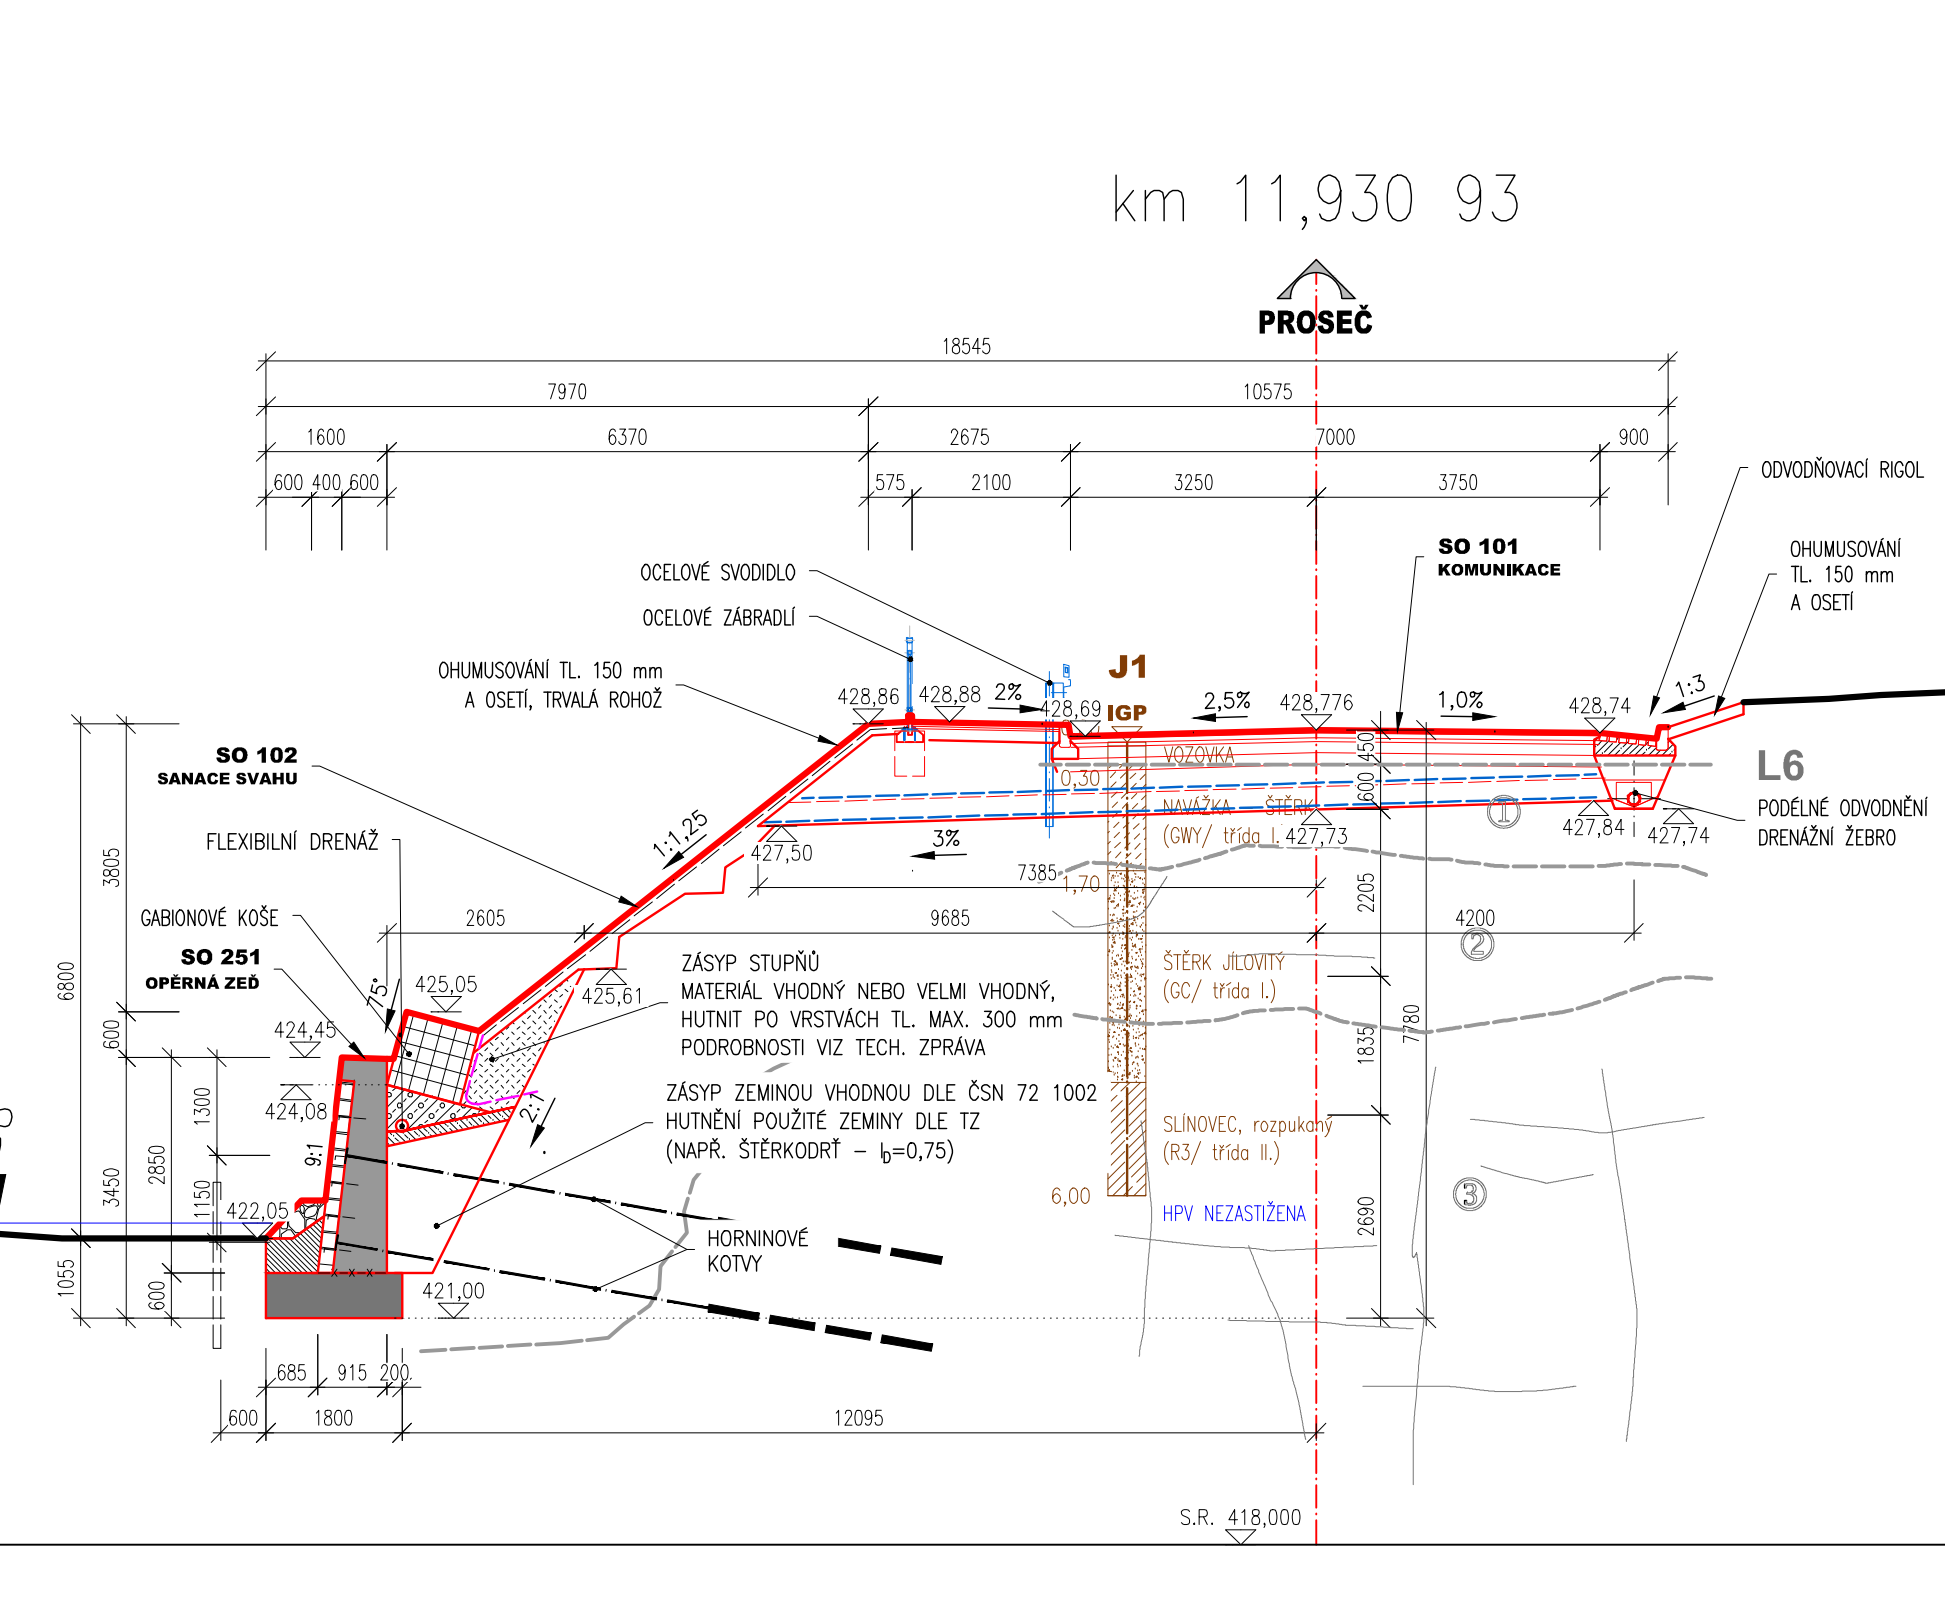 km 11,930 93
PROSEČ
18545
7970
10575
1600
6370
2675
7000
900
600
400
600
575
2100
3250
3750
ODVODŇOVACÍ RIGOL
SO 101
KOMUNIKACE
OHUMUSOVÁNÍ
TL. 150 mm
A OSETÍ
OCELOVÉ SVODIDLO
OCELOVÉ ZÁBRADLÍ
OHUMUSOVÁNÍ TL. 150 mm
A OSETÍ, TRVALÁ ROHOŽ
J1
IGP
428,86
428,88
2%
428,69
2,5%
428,776
1,0%
428,74
1:3
SO 102
SANACE SVAHU
VOZOVKA
0,30
450
600
L6
NAVÁŽKA ŠTĚRK
(GWY/ třída I.
427,73
1
427,84
427,74
PODÉLNÉ ODVODNĚNÍ
DRENÁŽNÍ ŽEBRO
FLEXIBILNÍ DRENÁŽ
1:1,25
427,50
3%
7385
1,70
3805
2205
GABIONOVÉ KOŠE
2605
9685
4200
2
SO 251
OPĚRNÁ ZEĎ
75°
425,05
425,61
ZÁSYP STUPŇŮ
MATERIÁL VHODNÝ NEBO VELMI VHODNÝ,
HUTNIT PO VRSTVÁCH TL. MAX. 300 mm
PODROBNOSTI VIZ TECH. ZPRÁVA
ŠTĚRK JÍLOVITÝ
(GC/ třída I.)
6800
600
424,45
1835
7780
ZÁSYP ZEMINOU VHODNOU DLE ČSN 72 1002
HUTNĚNÍ POUŽITÉ ZEMINY DLE TZ
(NAPŘ. ŠTĚRKODRŤ – ID=0,75)
1300
424,08
2:1
9:1
SLÍNOVEC, rozpukaný
(R3/ třída II.)
2850
3450
1150
6,00
3
HPV NEZASTIŽENA
2690
422,05
HORNINOVÉ
KOTVY
1055
600
421,00
685
915
200
600
1800
12095
S.R. 418,000